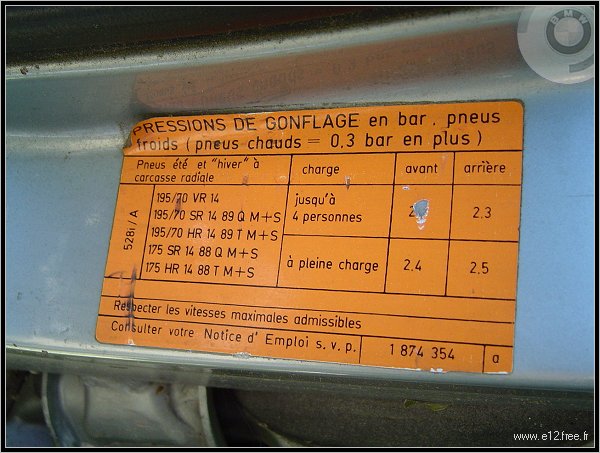 BMW
PRESSIONS DE GONFLAGE en bar. pneus
froids (pneus chauds = 0,3 bar en plus)
Pneus été et "hiver" à
carcasse radiale
charge
avant
arrière
528i/A
195/70 VR 14
195/70 SR 14 89 Q M+S
195/70 HR 14 89 T M+S
175 SR 14 88 Q M+S
175 HR 14 88 T M+S
jusqu'à
4 personnes
2.3
à pleine charge
2.4
2.5
Respecter les vitesses maximales admissibles
Consulter votre Notice d'Emploi s.v.p.
1 874 354
a
www.e12.free.fr